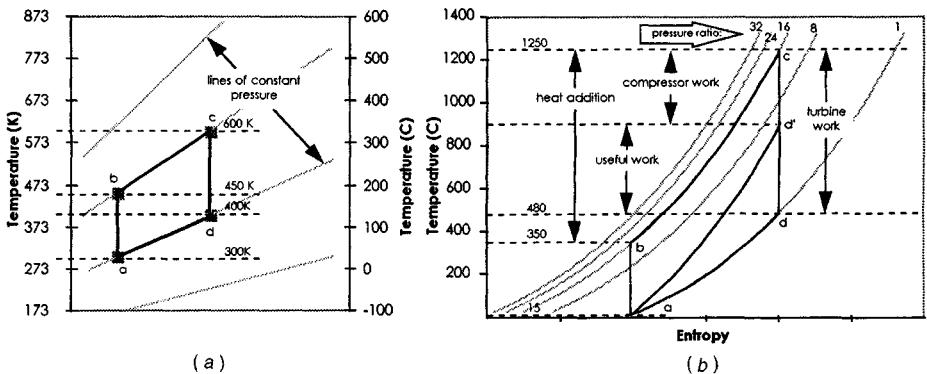 873
773
673
573
473
373
273
173
Temperature (K)
lines of constant
pressure
c
600 K
b
450 K
400K
d
300K
a
600
500
400
300
200
100
0
-100
Temperature (C)
(a)
1400
1200
1000
800
600
400
200
Temperature (C)
pressure ratio:
32
24
16
8
1
1250
c
compressor work
heat addition
turbine
work
d'
useful work
480
d
350
b
15
a
Entropy
(b)